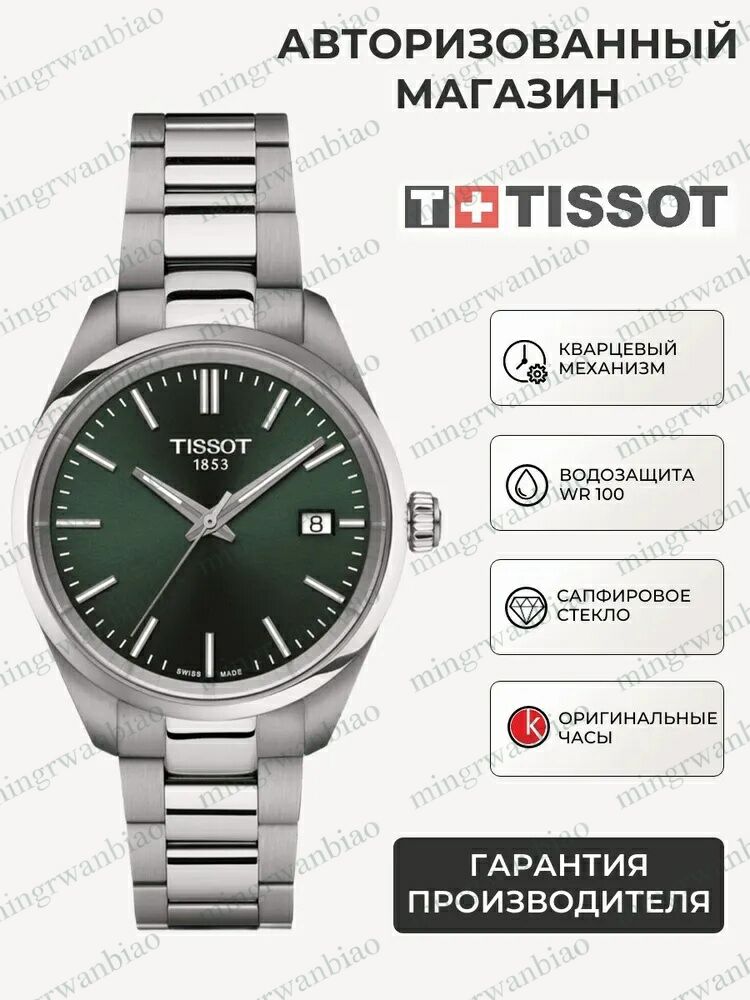 АВТОРИЗОВАННЫЙ
МАГАЗИН
T+TISSOT
КВАРЦЕВЫЙ
МЕХАНИЗМ
TISSOT
1853
8
ВОДОЗАЩИТА
WR 100
САПФИРОВОЕ
СТЕКЛО
SWISS MADE
k
ОРИГИНАЛЬНЫЕ
ЧАСЫ
ГАРАНТИЯ
ПРОИЗВОДИТЕЛЯ
mingrwanbiao